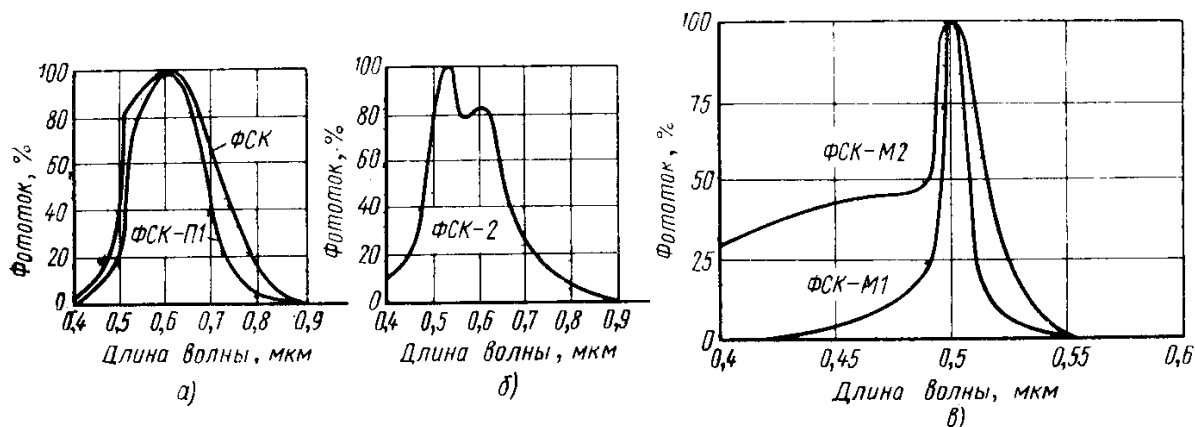 Фототок, %
100
80
60
40
20
0
0,4 0,5 0,6 0,7 0,8 0,9
ФСК
ФСК-П1
Длина волны, мкм
а)
Фототок, %
100
80
60
40
20
0
0,4 0,5 0,6 0,7 0,8 0,9
ФСК-2
Длина волны, мкм
б)
Фототок, %
100
75
50
25
0
0,4 0,45 0,5 0,55 0,6
ФСК-М2
ФСК-М1
Длина волны, мкм
в)